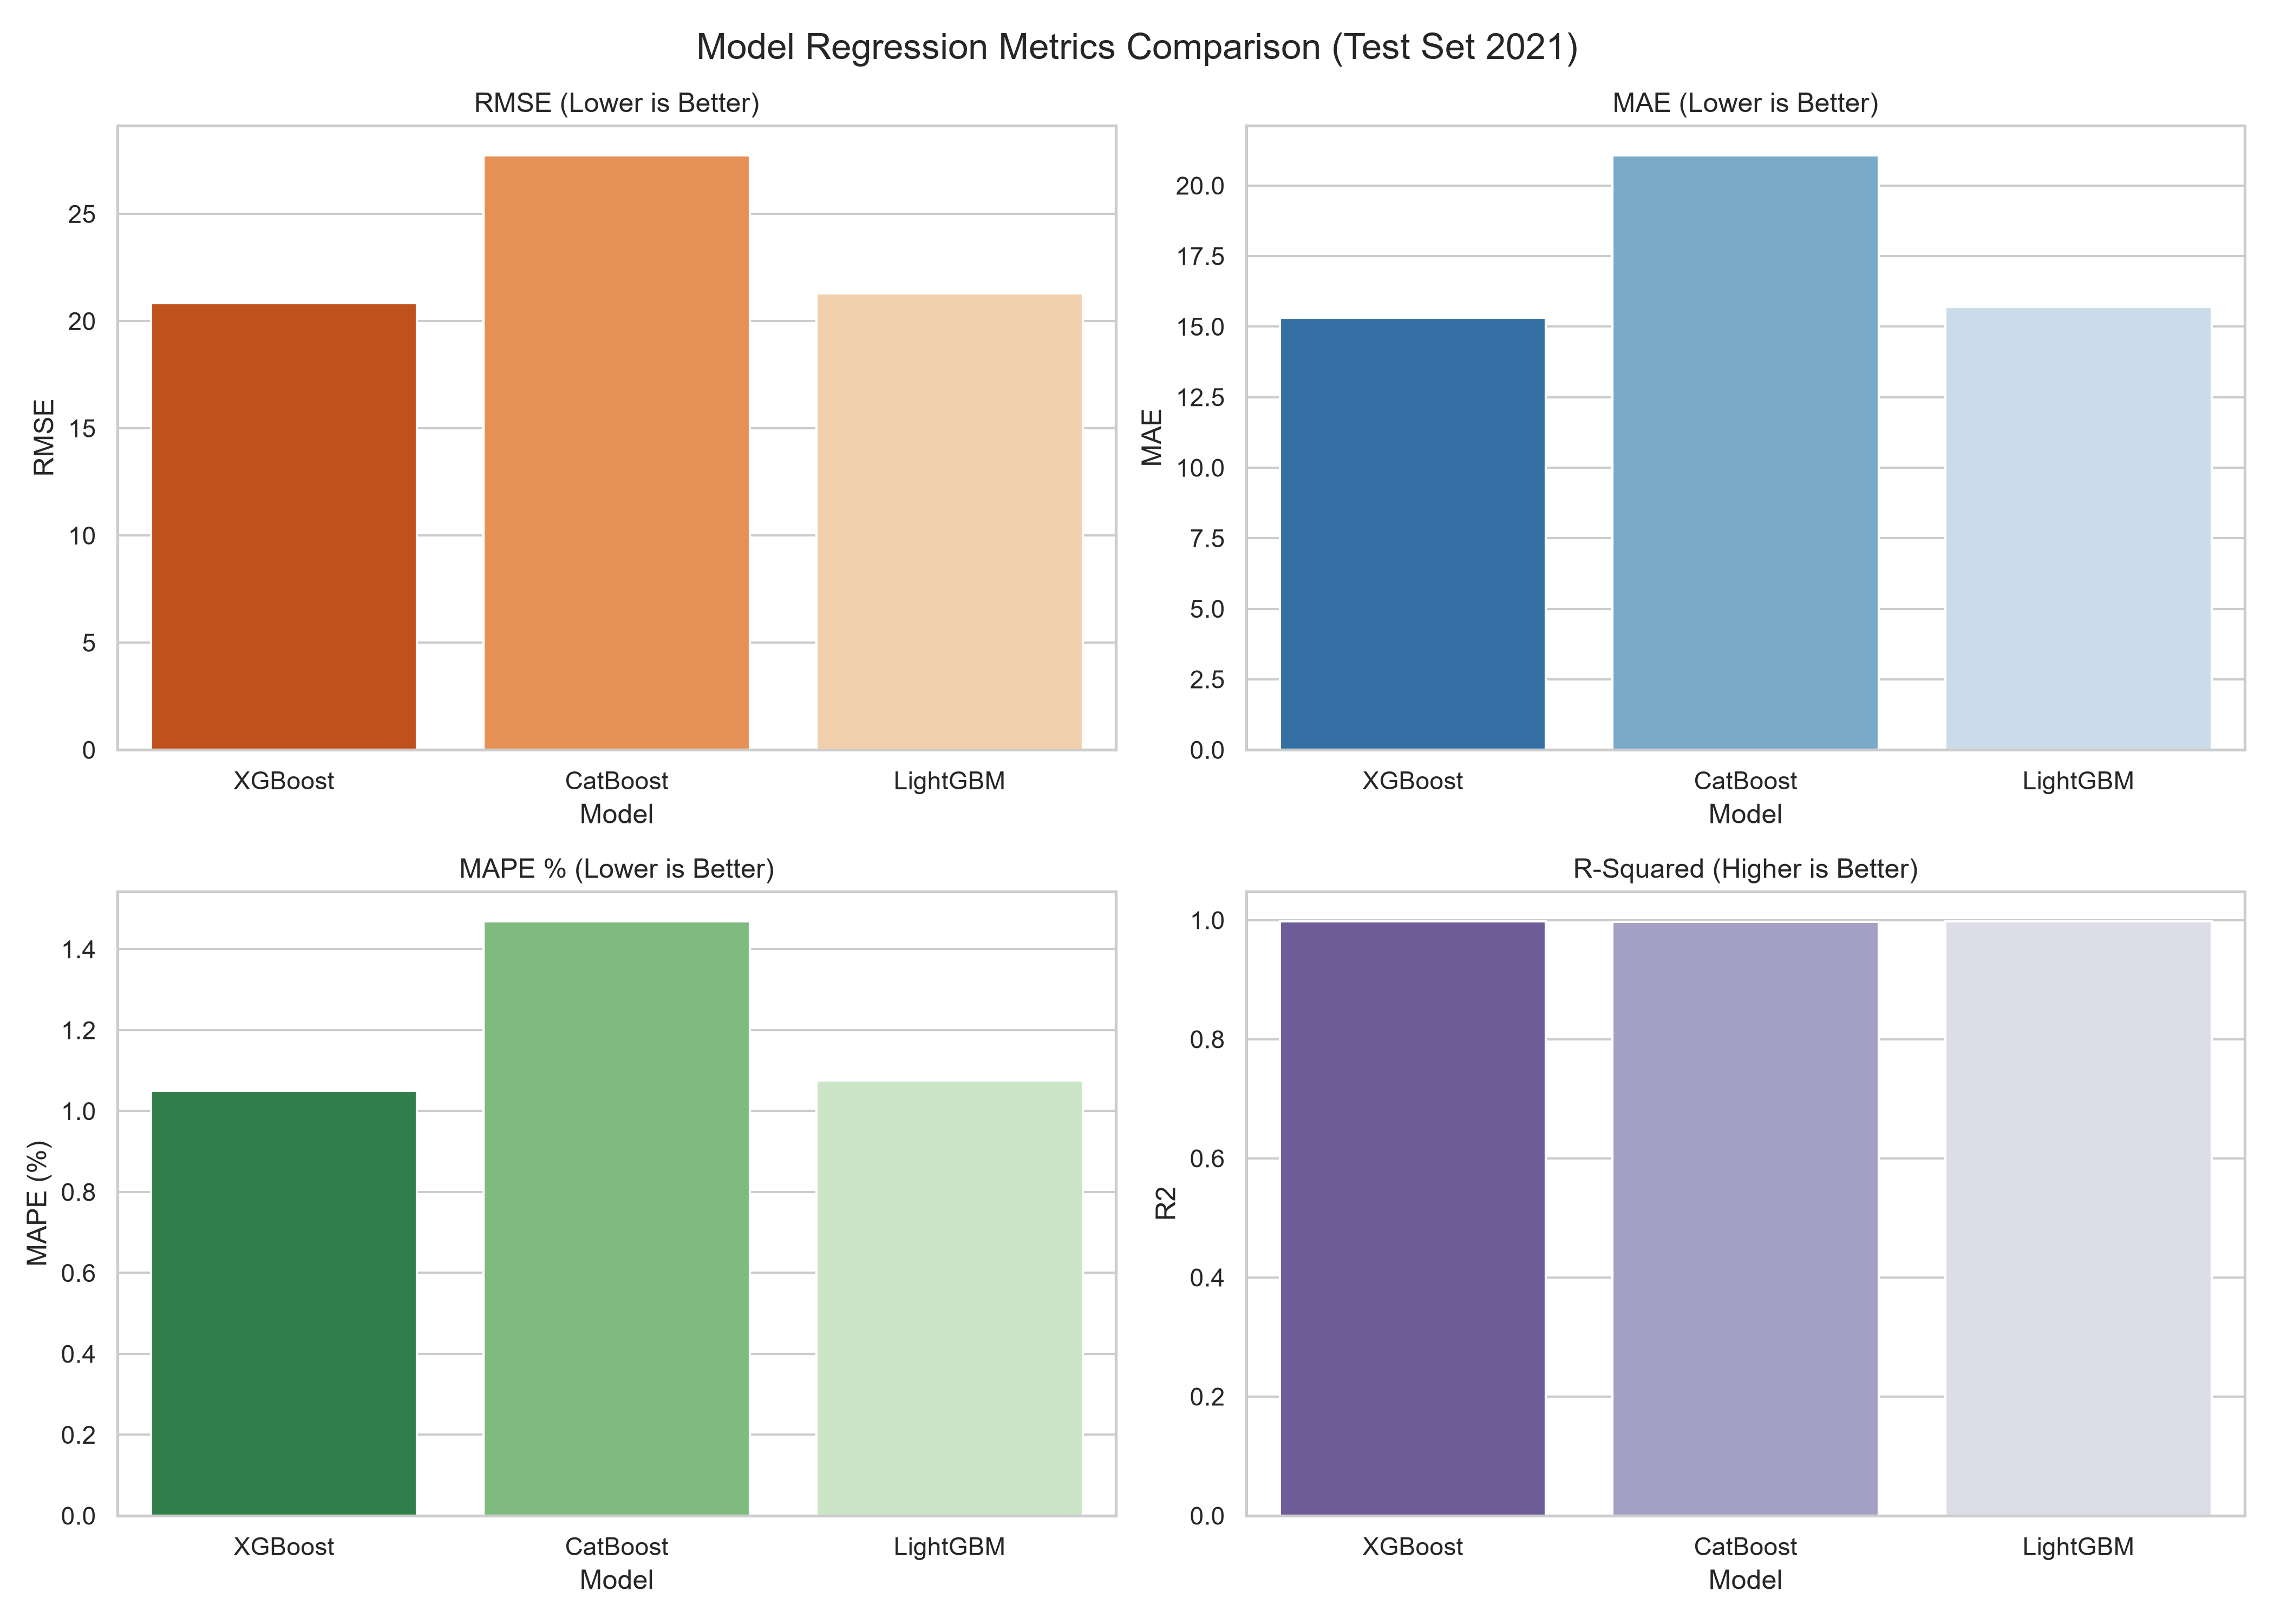 Model Regression Metrics Comparison (Test Set 2021)
RMSE (Lower is Better)
RMSE
25
20
15
10
5
0
XGBoost
CatBoost
LightGBM
Model
MAE (Lower is Better)
MAE
20.0
17.5
15.0
12.5
10.0
7.5
5.0
2.5
0.0
XGBoost
CatBoost
LightGBM
Model
MAPE % (Lower is Better)
MAPE (%)
1.4
1.2
1.0
0.8
0.6
0.4
0.2
0.0
XGBoost
CatBoost
LightGBM
Model
R-Squared (Higher is Better)
R2
1.0
0.8
0.6
0.4
0.2
0.0
XGBoost
CatBoost
LightGBM
Model